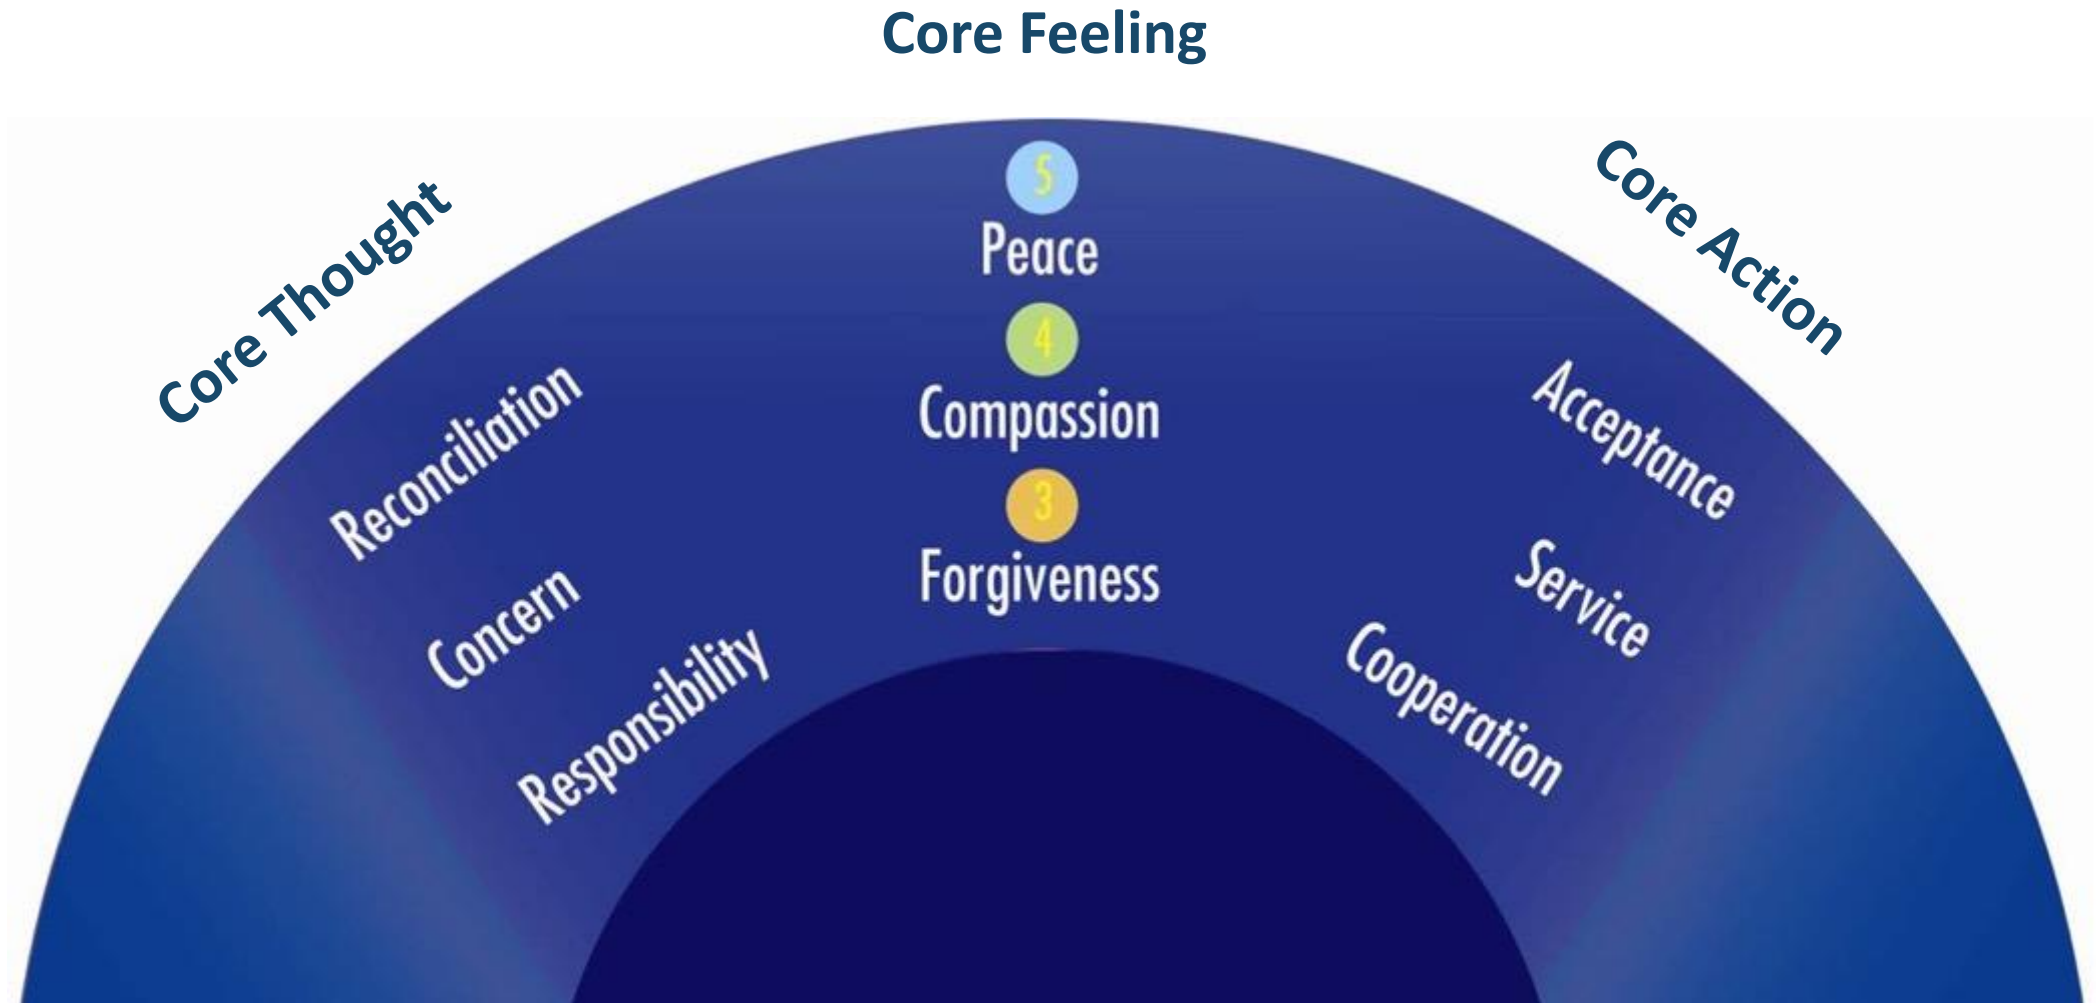 Core Feeling
Core Thought
Core Action
5
Peace
4
Compassion
3
Forgiveness
Reconciliation
Concern
Responsibility
Acceptance
Service
Cooperation